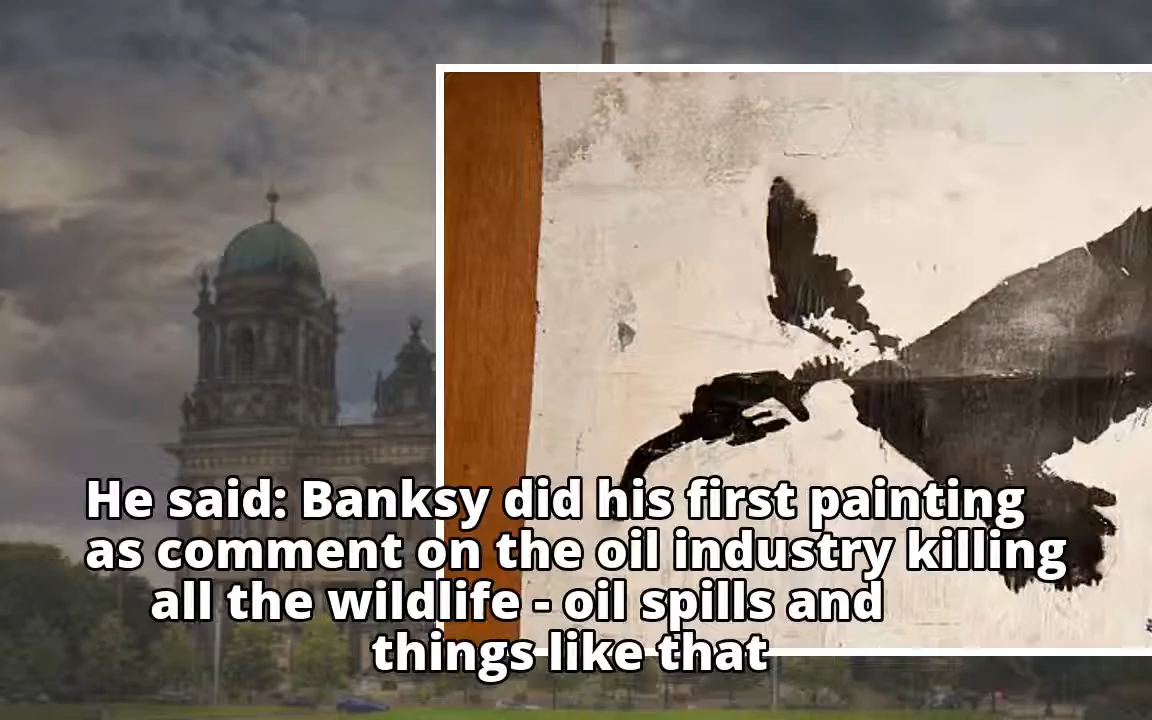 He said: Banksy did his first painting
as comment on the oil industry killing
all the wildlife - oil spills and
things like that